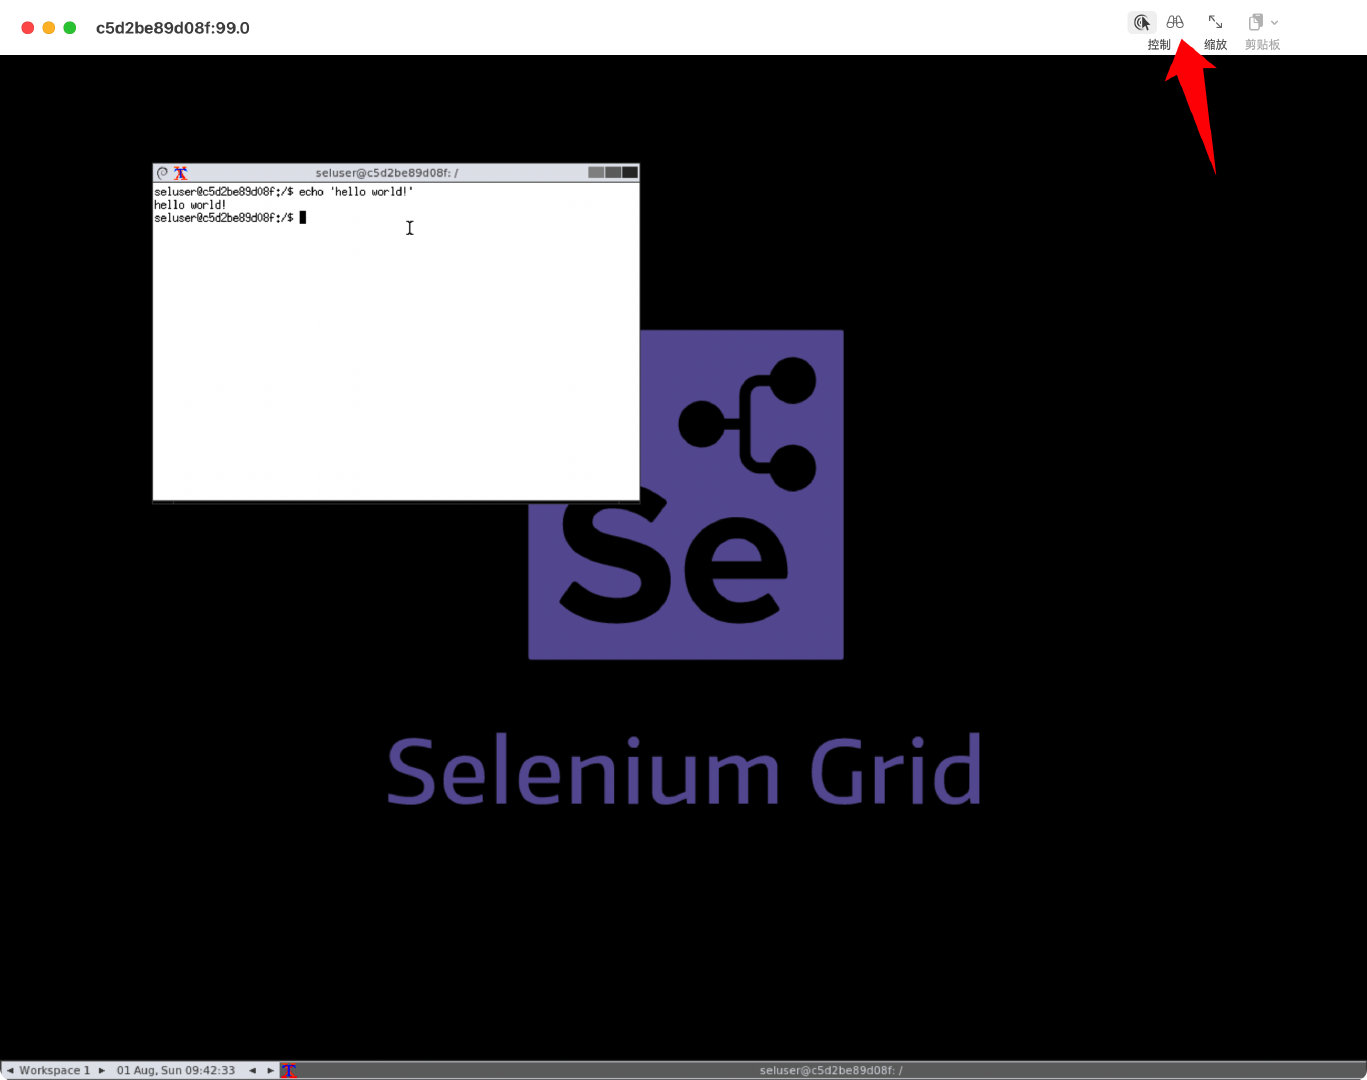 c5d2be89d08f:99.0
控制 缩放 剪贴板
seluser@c5d2be89d08f: /
seluser@c5d2be89d08f:/$ echo 'hello world!'
hello world!
seluser@c5d2be89d08f:/$
Se
Selenium Grid
Workspace 1 01 Aug, Sun 09:42:33 seluser@c5d2be89d08f: /